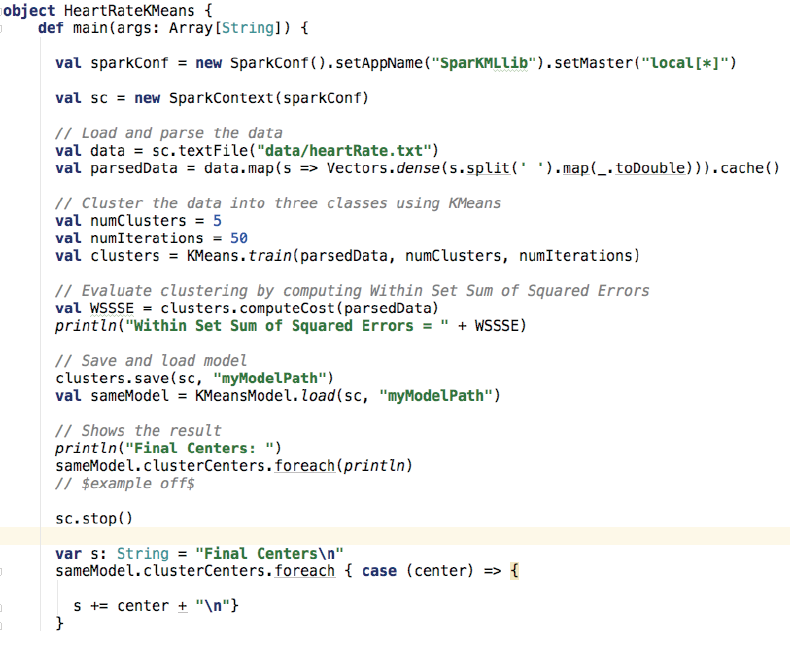 object HeartRateKMeans {
def main(args: Array[String]) {
val sparkConf = new SparkConf().setAppName("SparKMLlib").setMaster("local[*]")
val sc = new SparkContext(sparkConf)
// Load and parse the data
val data = sc.textFile("data/heartRate.txt")
val parsedData = data.map(s => Vectors.dense(s.split(' ').map(_.toDouble))).cache()
// Cluster the data into three classes using KMeans
val numClusters = 5
val numIterations = 50
val clusters = KMeans.train(parsedData, numClusters, numIterations)
// Evaluate clustering by computing Within Set Sum of Squared Errors
val WSSSE = clusters.computeCost(parsedData)
println("Within Set Sum of Squared Errors = " + WSSSE)
// Save and load model
clusters.save(sc, "myModelPath")
val sameModel = KMeansModel.load(sc, "myModelPath")
// Shows the result
println("Final Centers: ")
sameModel.clusterCenters.foreach(println)
// $example off$
sc.stop()
var s: String = "Final Centers\n"
sameModel.clusterCenters.foreach { case (center) => {
s += center + "\n"}
}